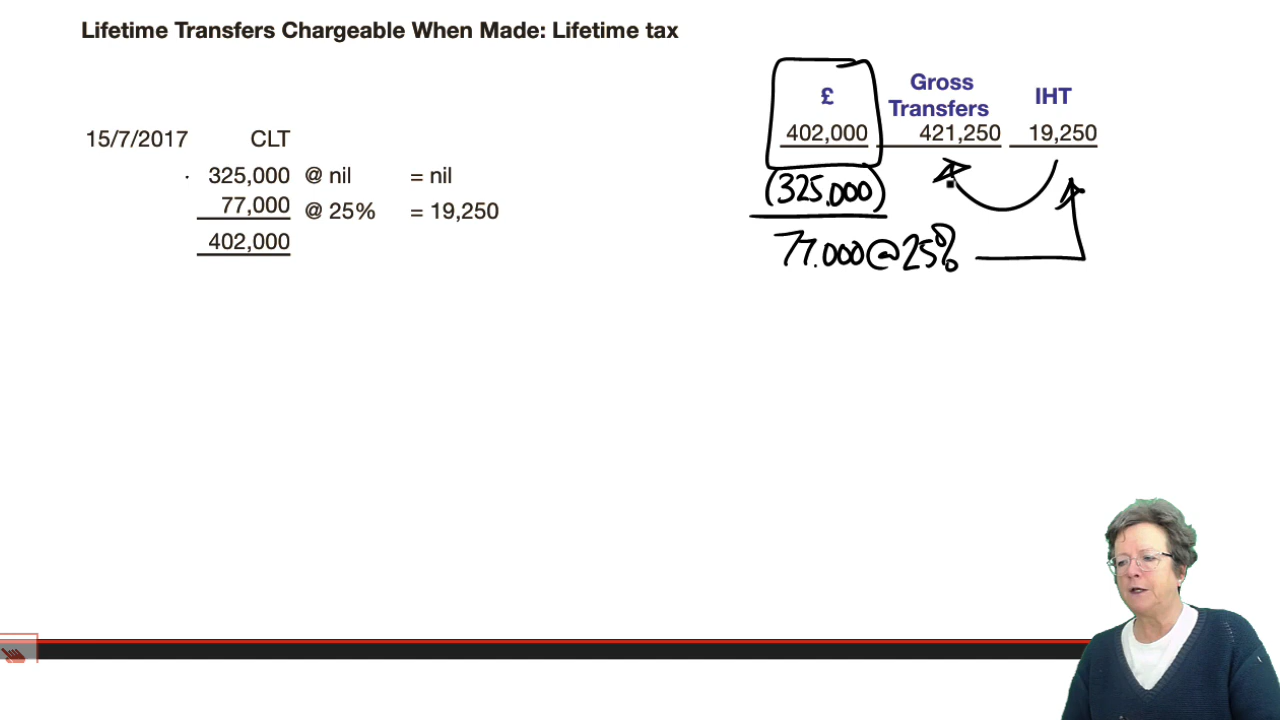 Lifetime Transfers Chargeable When Made: Lifetime tax
£ Gross Transfers IHT
15/7/2017 CLT 402,000 421,250 19,250
325,000 @ nil = nil (325.000)
77,000 @ 25% = 19,250
402,000 77.000@25%